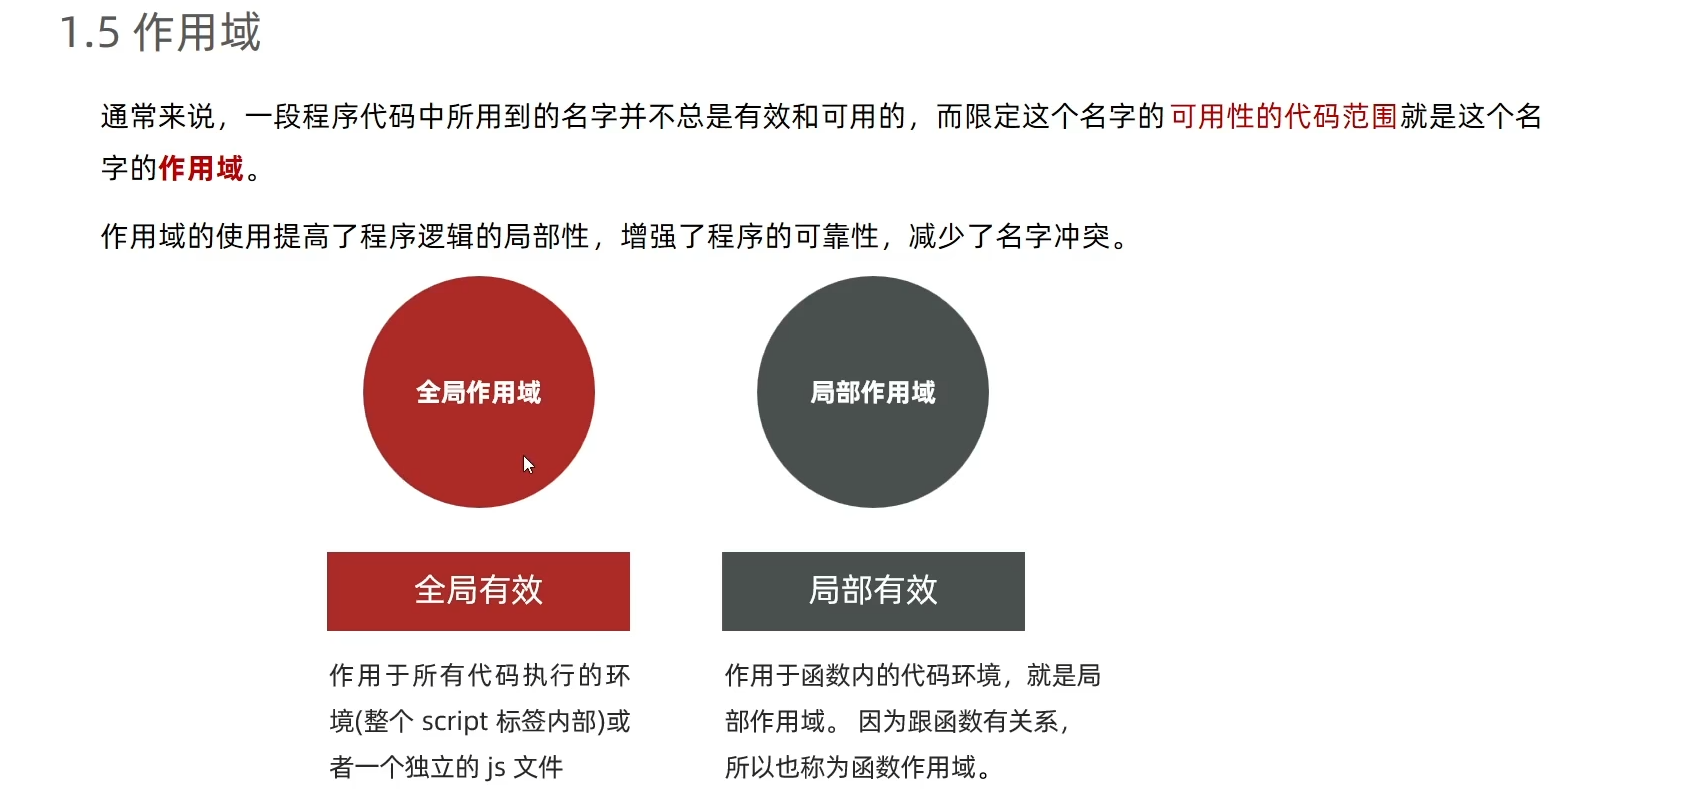 1.5 作用域
通常来说，一段程序代码中所用到的名字并不总是有效和可用的，而限定这个名字的可用性的代码范围就是这个名
字的作用域。
作用域的使用提高了程序逻辑的局部性，增强了程序的可靠性，减少了名字冲突。
全局作用域
局部作用域
全局有效
局部有效
作用于所有代码执行的环
境(整个 script 标签内部)或
者一个独立的 js 文件
作用于函数内的代码环境，就是局
部作用域。 因为跟函数有关系，
所以也称为函数作用域。